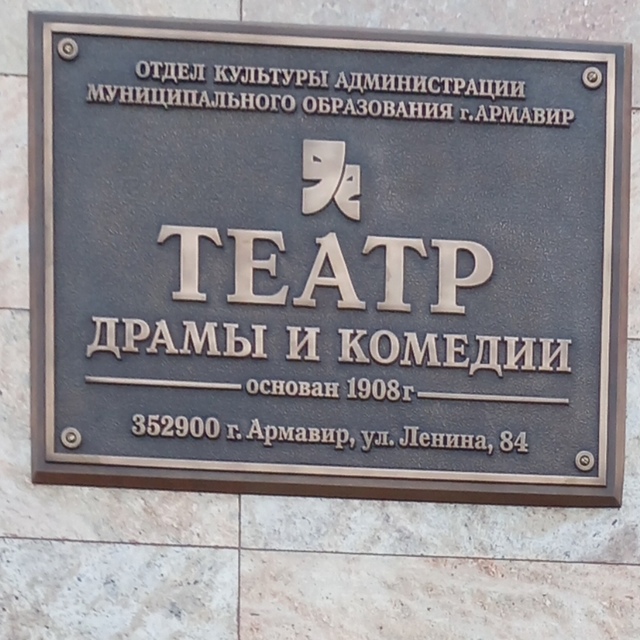 ОТДЕЛ КУЛЬТУРЫ АДМИНИСТРАЦИИ
МУНИЦИПАЛЬНОГО ОБРАЗОВАНИЯ г.АРМАВИР
ТЕАТР
ДРАМЫ И КОМЕДИИ
основан 1908г
352900 г. Армавир, ул. Ленина, 84